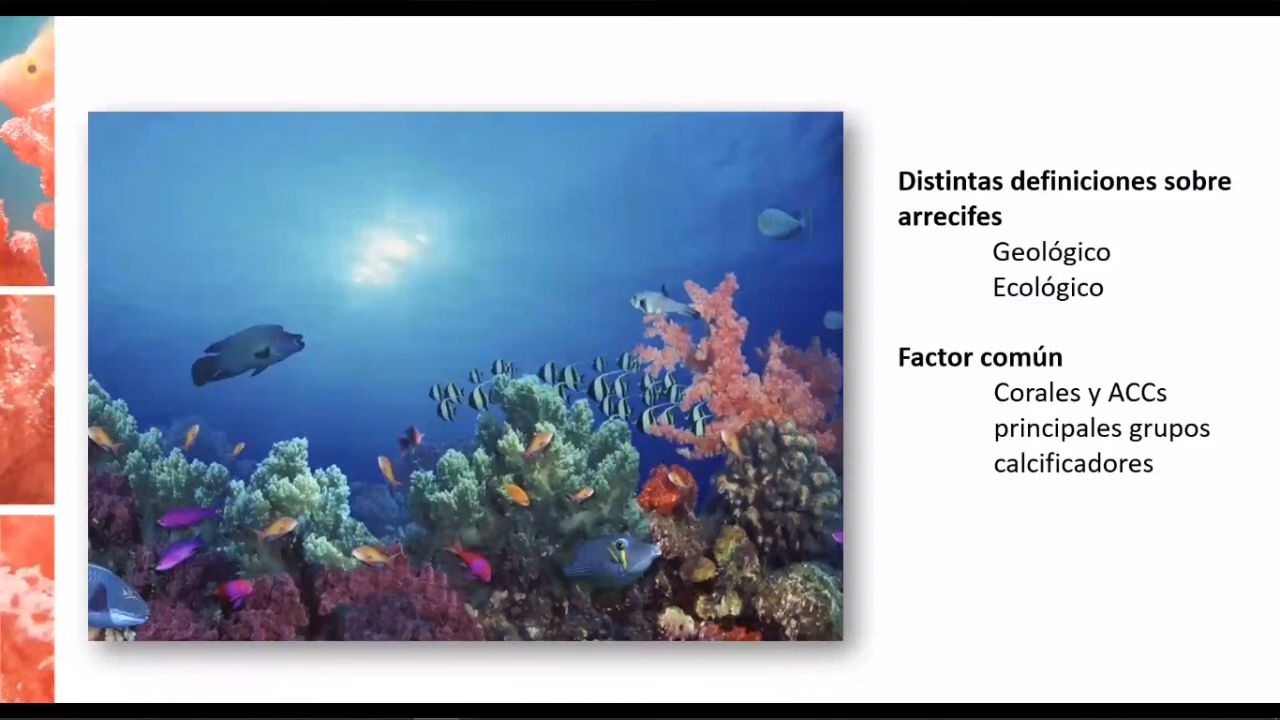 Distintas definiciones sobre
arrecifes
Geológico
Ecológico
Factor común
Corales y ACCs
principales grupos
calcificadores